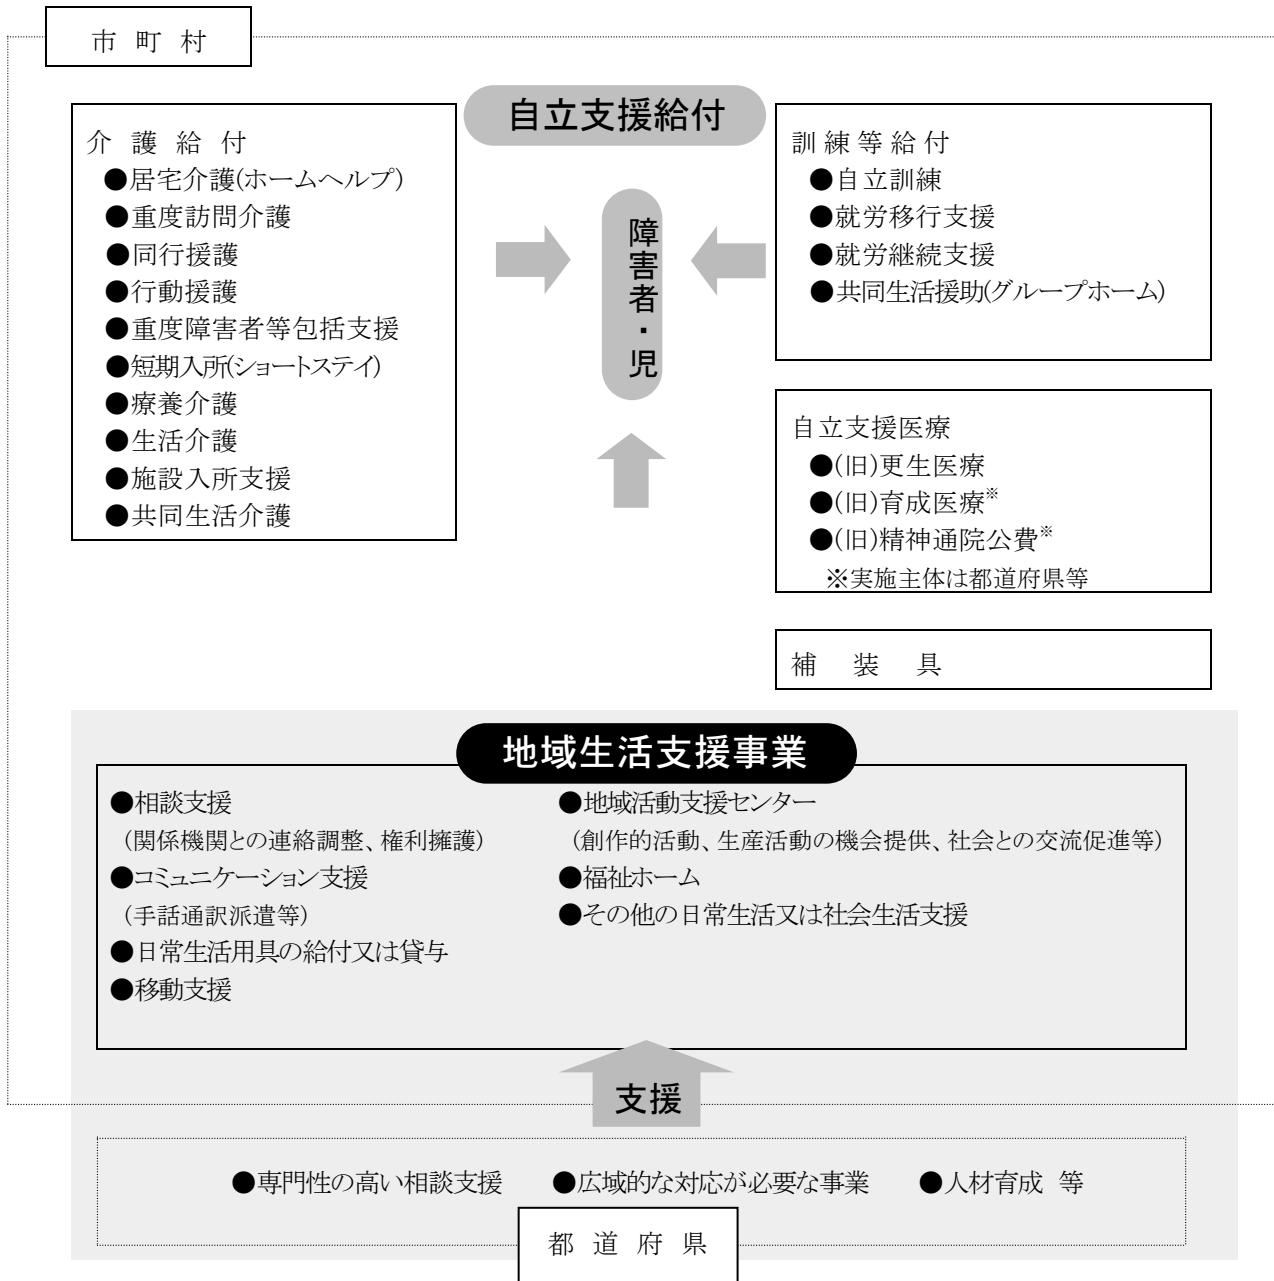 市 町 村
自立支援給付
介 護 給 付
●居宅介護(ホームヘルプ)
●重度訪問介護
●同行援護
●行動援護
●重度障害者等包括支援
●短期入所(ショートステイ)
●療養介護
●生活介護
●施設入所支援
●共同生活介護
障害者・児
訓 練 等 給 付
●自立訓練
●就労移行支援
●就労継続支援
●共同生活援助(グループホーム)
自立支援医療
●(旧)更生医療
●(旧)育成医療※
●(旧)精神通院公費※
※実施主体は都道府県等
補 装 具
地域生活支援事業
●相談支援
(関係機関との連絡調整、権利擁護)
●コミュニケーション支援
(手話通訳派遣等)
●日常生活用具の給付又は貸与
●移動支援
●地域活動支援センター
(創作的活動、生産活動の機会提供、社会との交流促進等)
●福祉ホーム
●その他の日常生活又は社会生活支援
支援
●専門性の高い相談支援 ●広域的な対応が必要な事業 ●人材育成 等
都 道 府 県